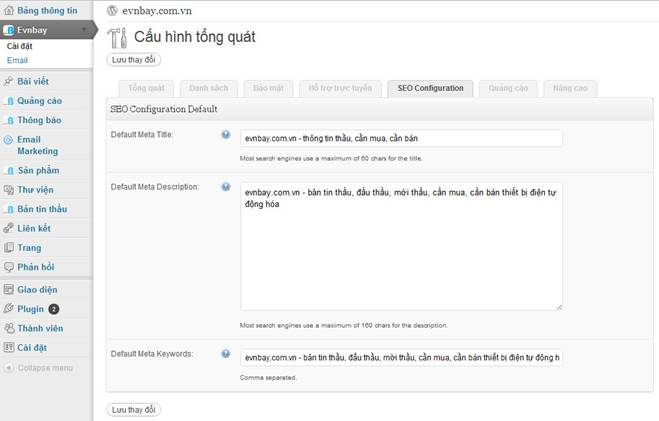 Bảng thông tin
Evnbay
Cài đặt
Email
Bài viết
Quảng cáo
Thông báo
Email
Marketing
Sản phẩm
Thư viện
Bản tin thầu
Liên kết
Trang
Phản hồi
Giao diện
Plugin 2
Thành viên
Cài đặt
Collapse menu
evnbay.com.vn
Cấu hình tổng quát
Lưu thay đổi
Tổng quát
Danh sách
Bảo mật
Hỗ trợ trực tuyến
SEO Configuration
Quảng cáo
Nâng cao
SEO Configuration Default
Default Meta Title:
evnbay.com.vn - thông tin thầu, cần mua, cần bán
Most search engines use a maximum of 60 chars for the title.
Default Meta Description:
evnbay.com.vn - bản tin thầu, đấu thầu, mời thầu, cần mua, cần bán thiết bị điện tự
động hóa
Most search engines use a maximum of 160 chars for the description.
Default Meta Keywords:
evnbay.com.vn - bản tin thầu, đấu thầu, mời thầu, cần mua, cần bán thiết bị điện tự động h
Comma separated.
Lưu thay đổi